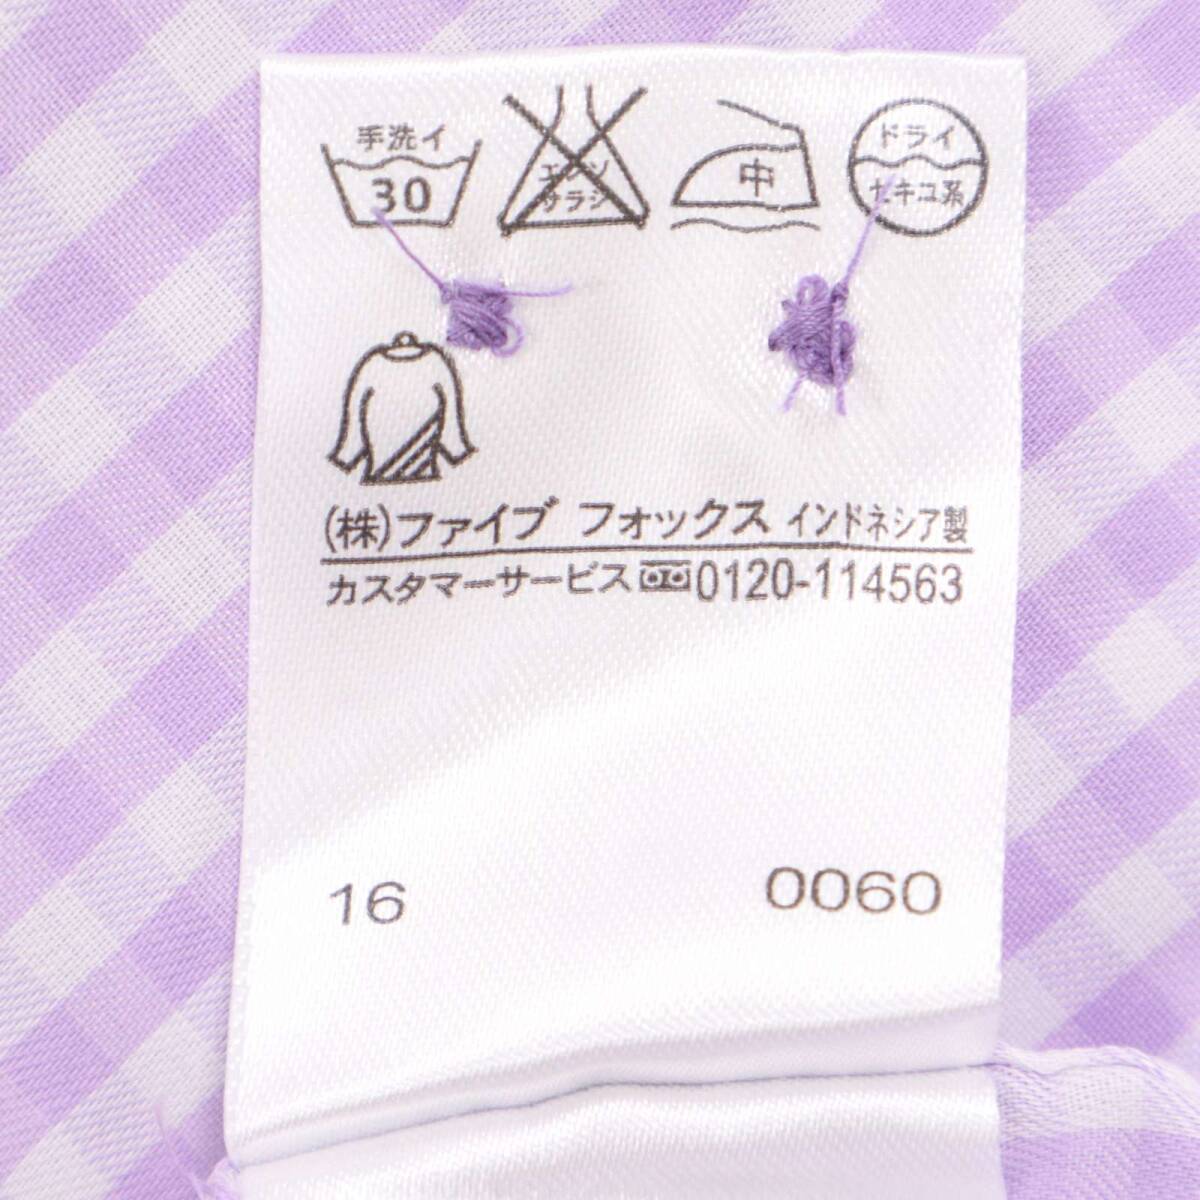 手洗イ
30
エンソ
サラシ
中
ドライ
セキユ系
(株)ファイブ フォックス インドネシア製
カスタマーサービス 0120-114563
16 0060